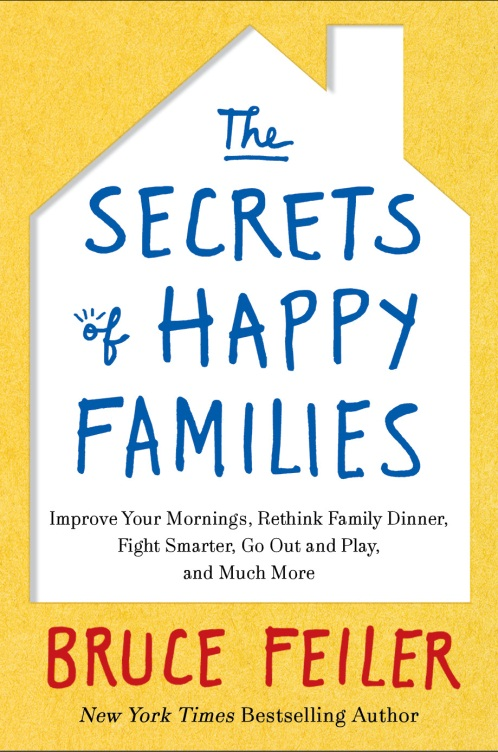 The
SECRETS
of HAPPY
FAMILIES
Improve Your Mornings, Rethink Family Dinner,
Fight Smarter, Go Out and Play,
and Much More
BRUCE FEILER
New York Times Bestselling Author